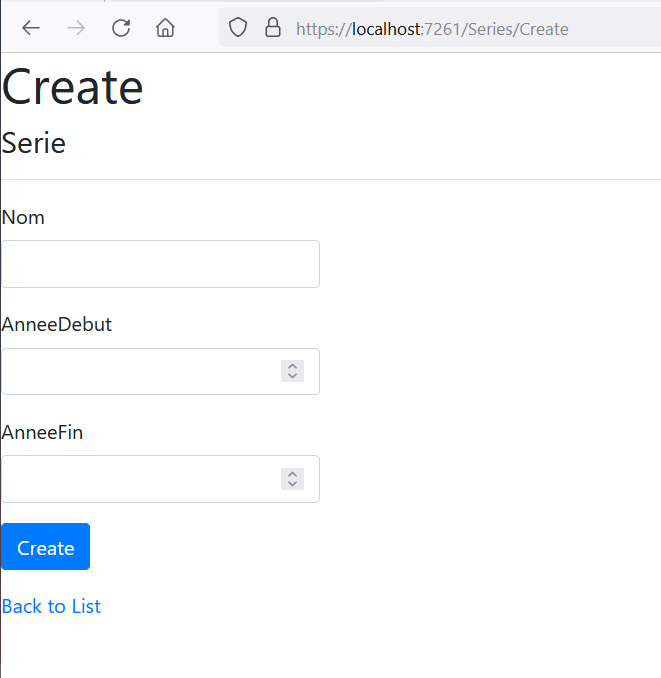 https://localhost:7261/Series/Create
Create
Serie
Nom
AnneeDebut
AnneeFin
Create
Back to List